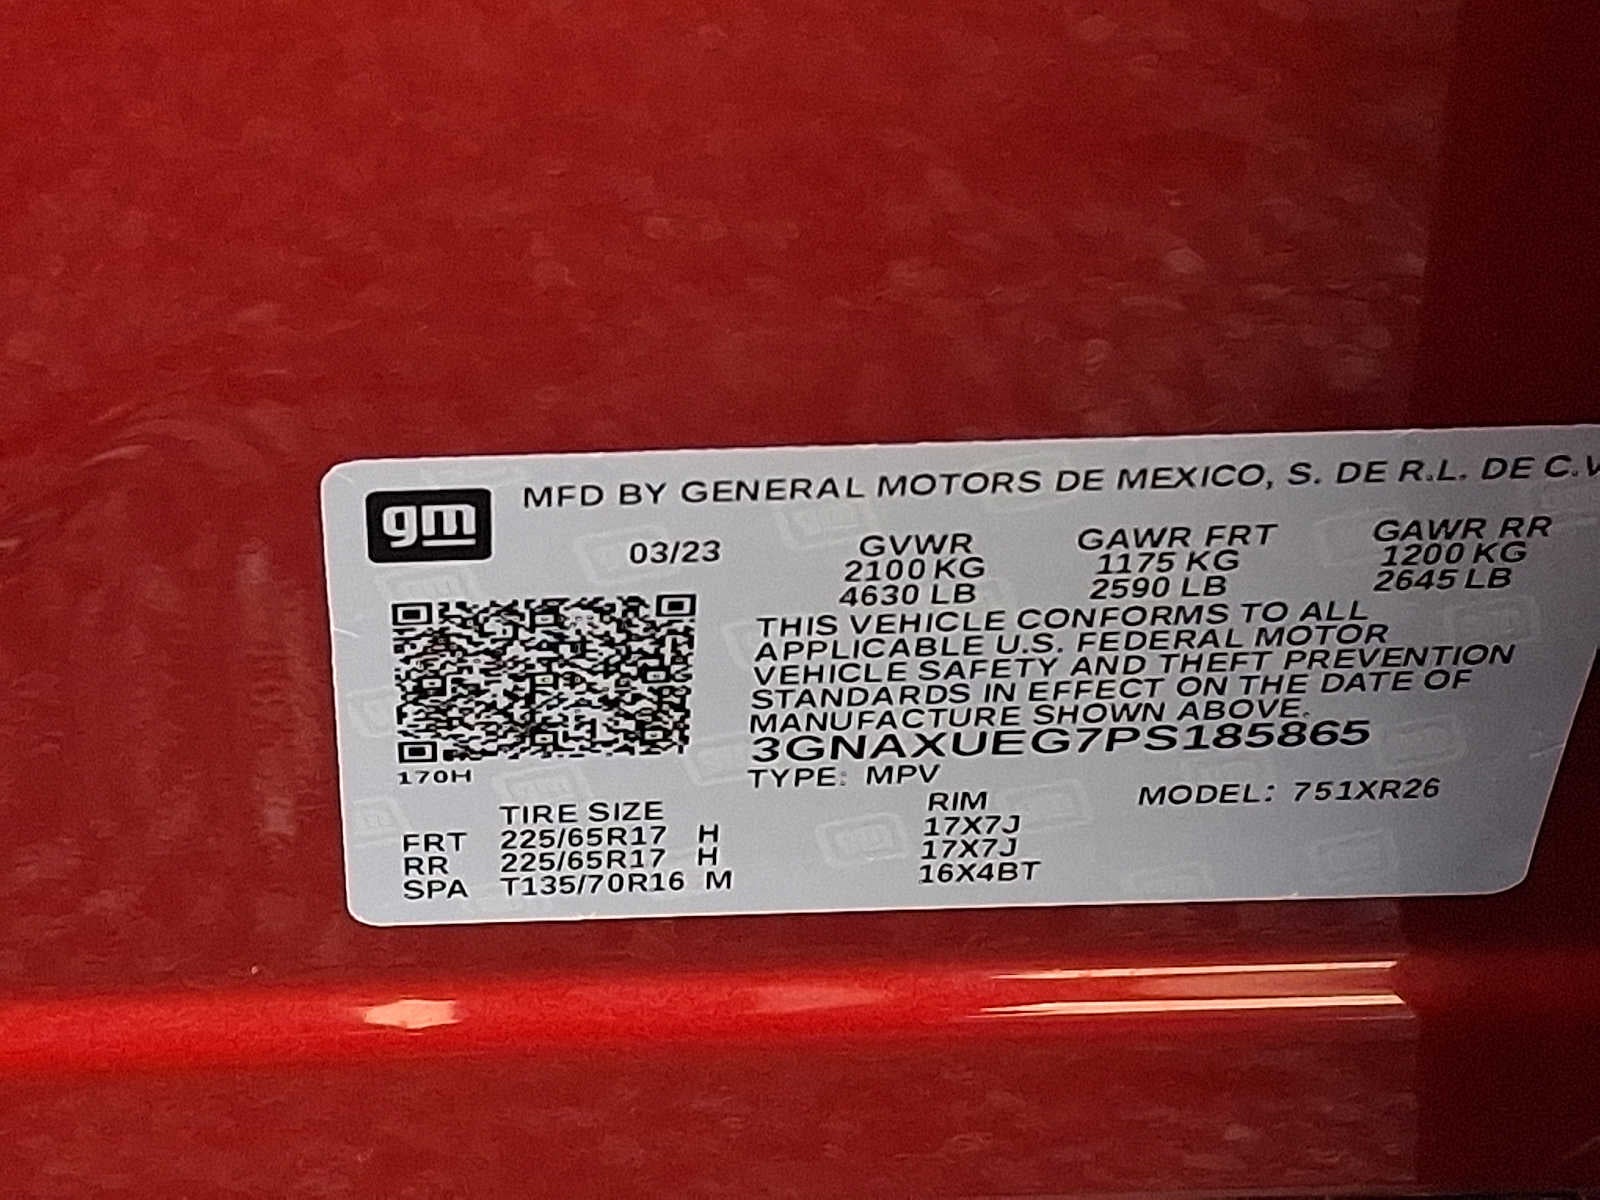 gm
MFD BY GENERAL MOTORS DE MEXICO, S. DE R.L. DE C.V
03/23 GVWR GAWR FRT GAWR RR
2100 KG 1175 KG 1200 KG
4630 LB 2590 LB 2645 LB
THIS VEHICLE CONFORMS TO ALL
APPLICABLE U.S. FEDERAL MOTOR
VEHICLE SAFETY AND THEFT PREVENTION
STANDARDS IN EFFECT ON THE DATE OF
MANUFACTURE SHOWN ABOVE.
3GNAXUEG7PS185865
170H
TYPE: MPV MODEL: 751XR26
TIRE SIZE RIM
FRT 225/65R17 H 17X7J
RR 225/65R17 H 17X7J
SPA T135/70R16 M 16X4BT